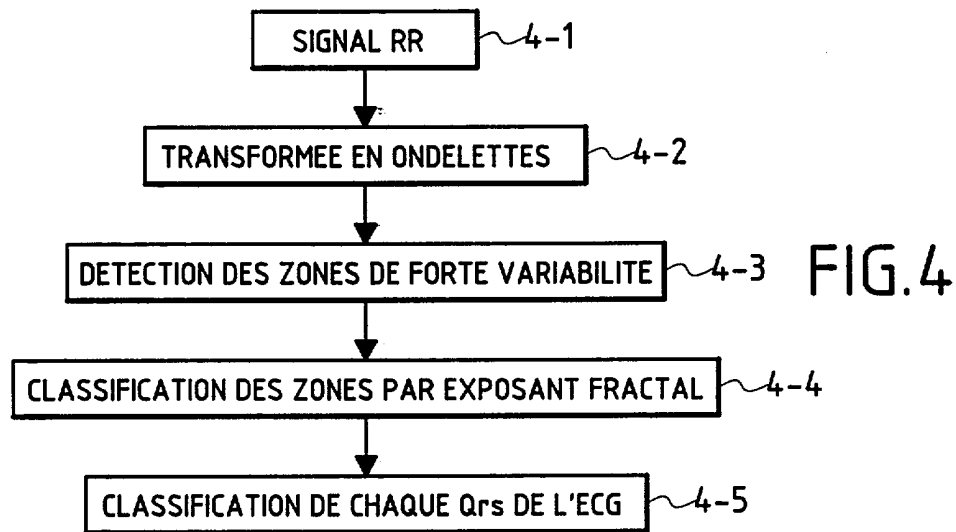 SIGNAL RR 4-1
TRANSFORMEE EN ONDELETTES 4-2
DETECTION DES ZONES DE FORTE VARIABILITE 4-3
FIG.4
CLASSIFICATION DES ZONES PAR EXPOSANT FRACTAL 4-4
CLASSIFICATION DE CHAQUE Qrs DE L'ECG 4-5